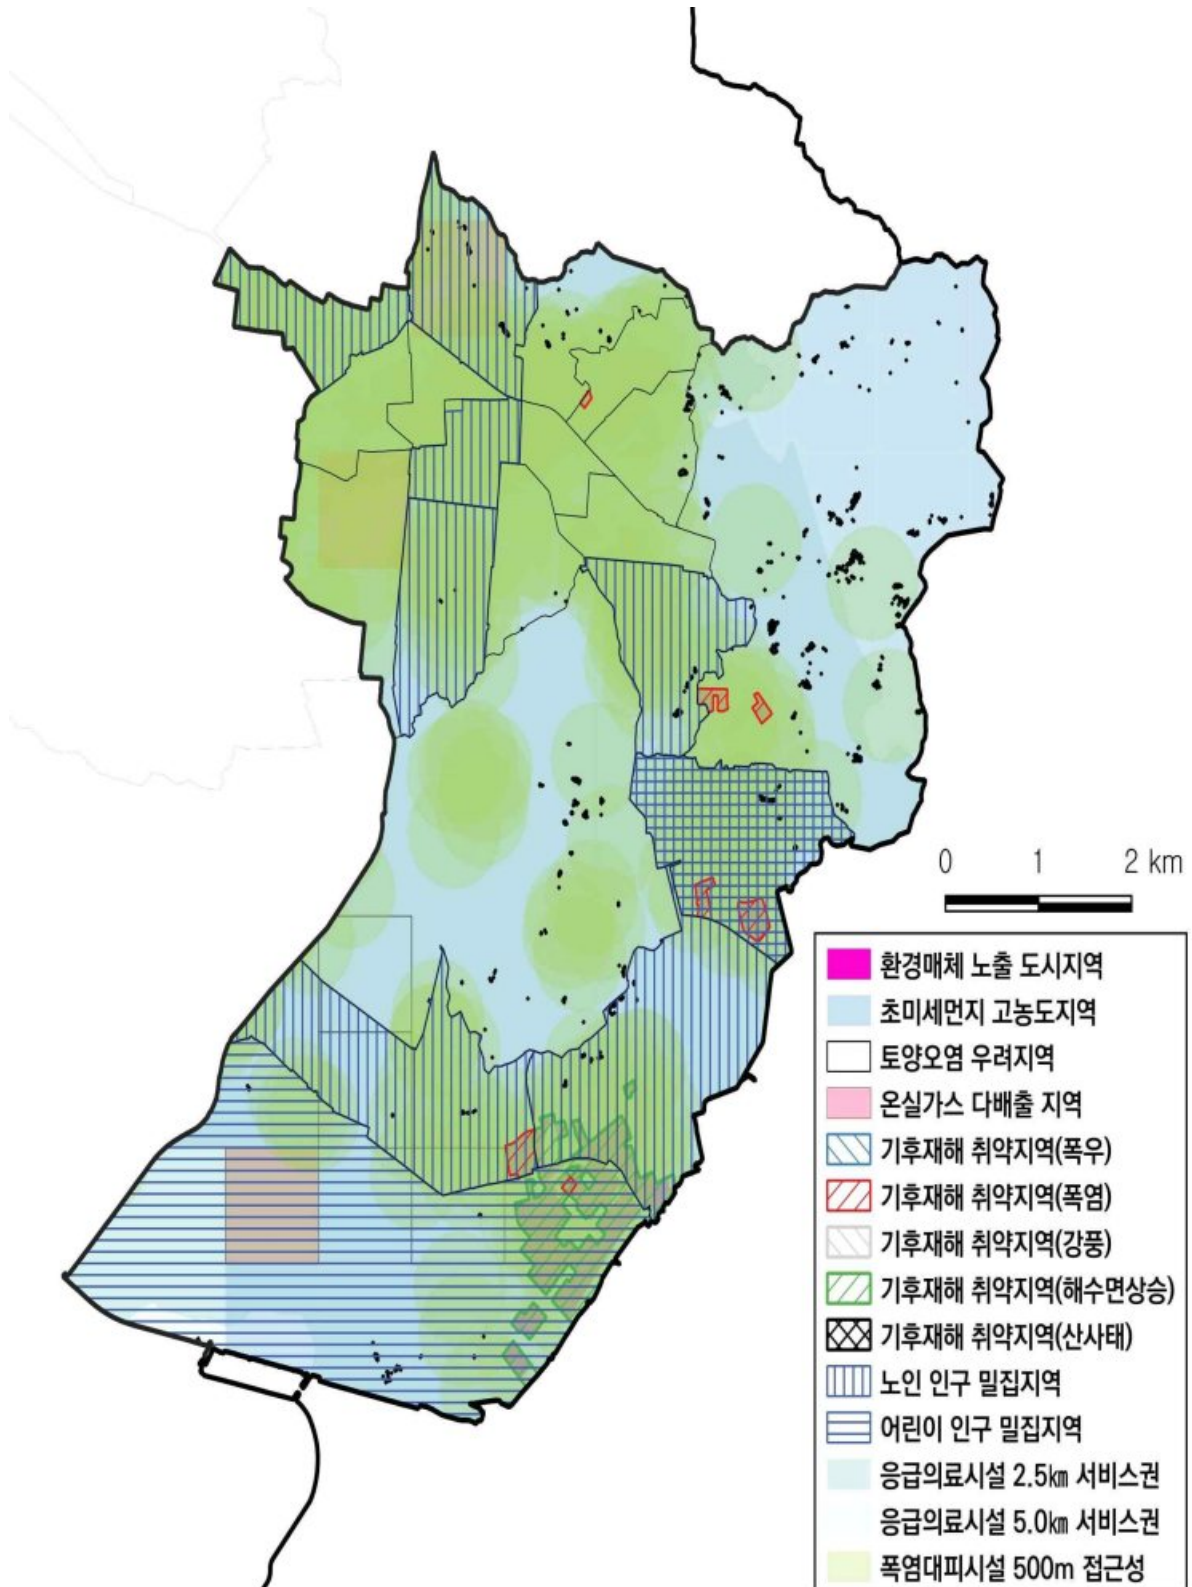 0 1 2 km
환경매체 노출 도시지역
초미세먼지 고농도지역
토양오염 우려지역
온실가스 다배출 지역
기후재해 취약지역(폭우)
기후재해 취약지역(폭염)
기후재해 취약지역(강풍)
기후재해 취약지역(해수면상승)
기후재해 취약지역(산사태)
노인 인구 밀집지역
어린이 인구 밀집지역
응급의료시설 2.5㎞ 서비스권
응급의료시설 5.0㎞ 서비스권
폭염대피시설 500m 접근성